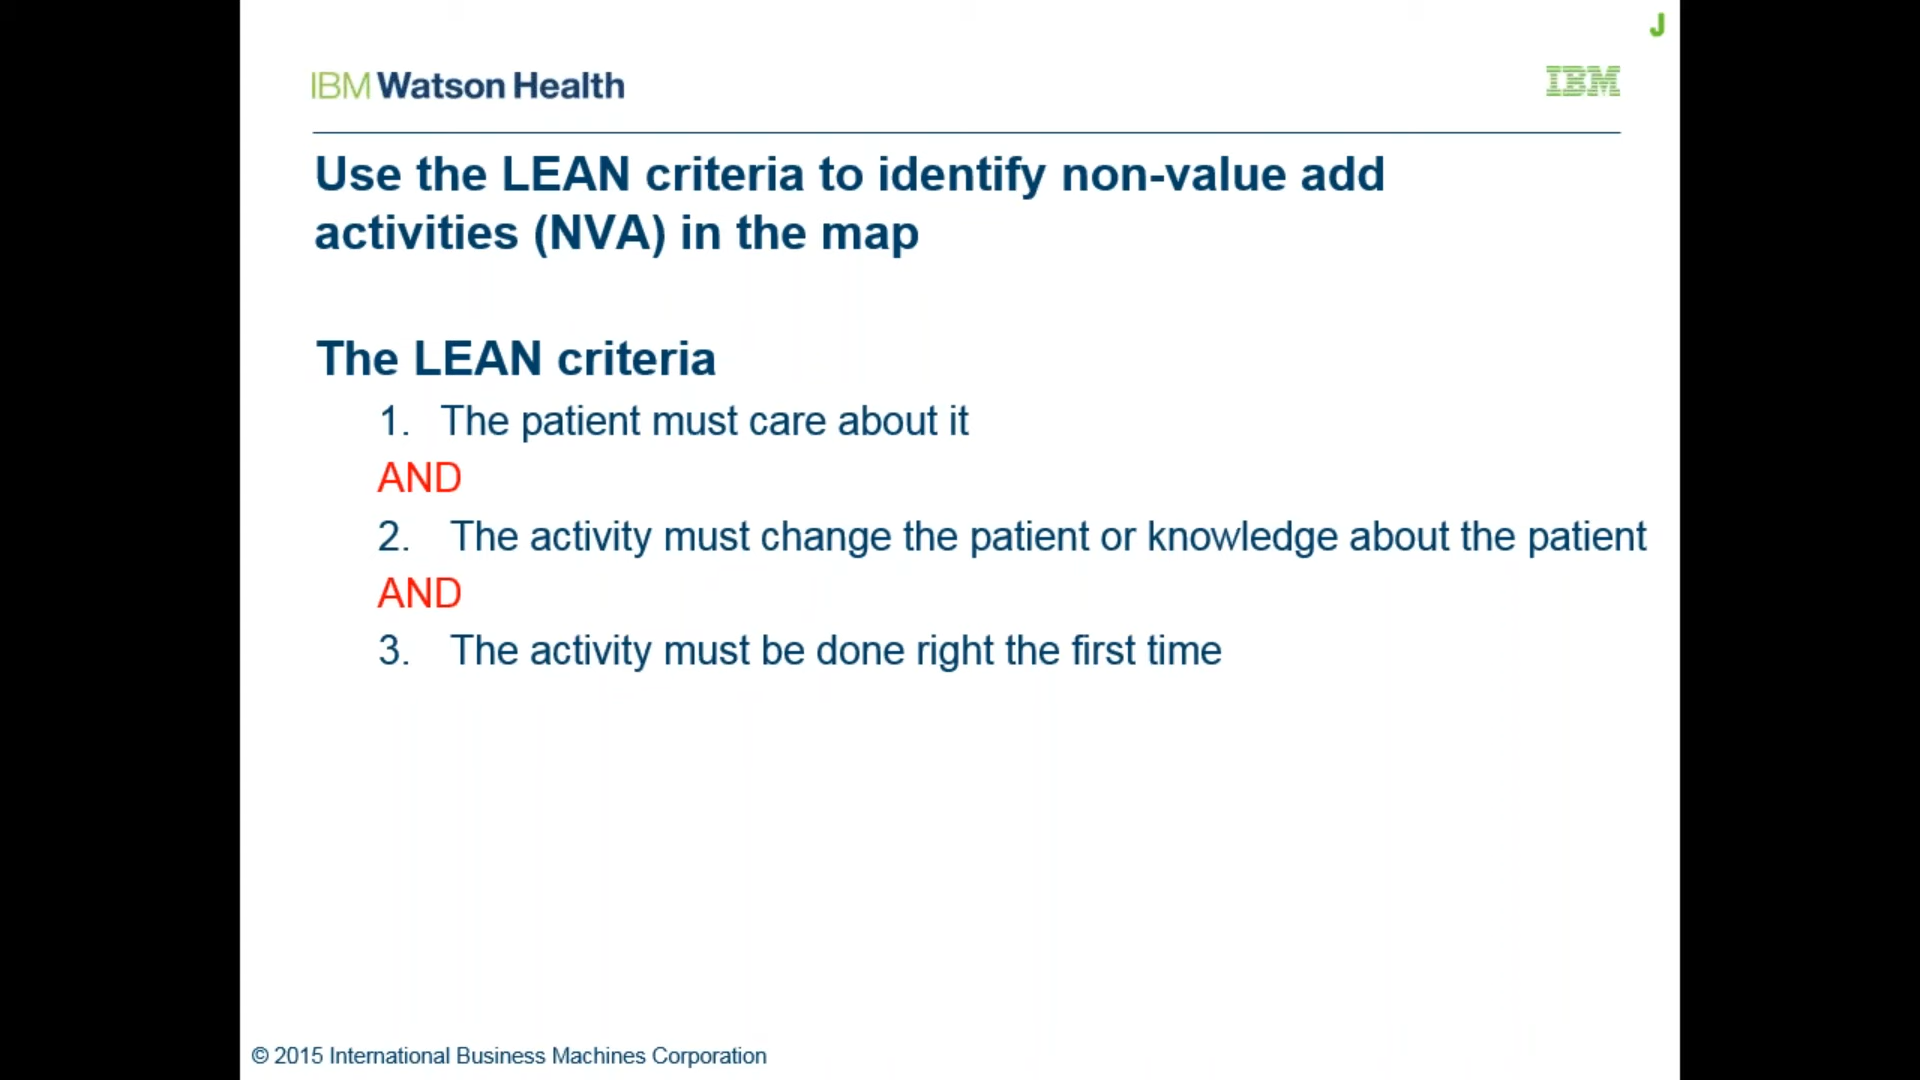 J
IBM Watson Health
IBM
Use the LEAN criteria to identify non-value add
activities (NVA) in the map
The LEAN criteria
1. The patient must care about it
AND
2. The activity must change the patient or knowledge about the patient
AND
3. The activity must be done right the first time
© 2015 International Business Machines Corporation